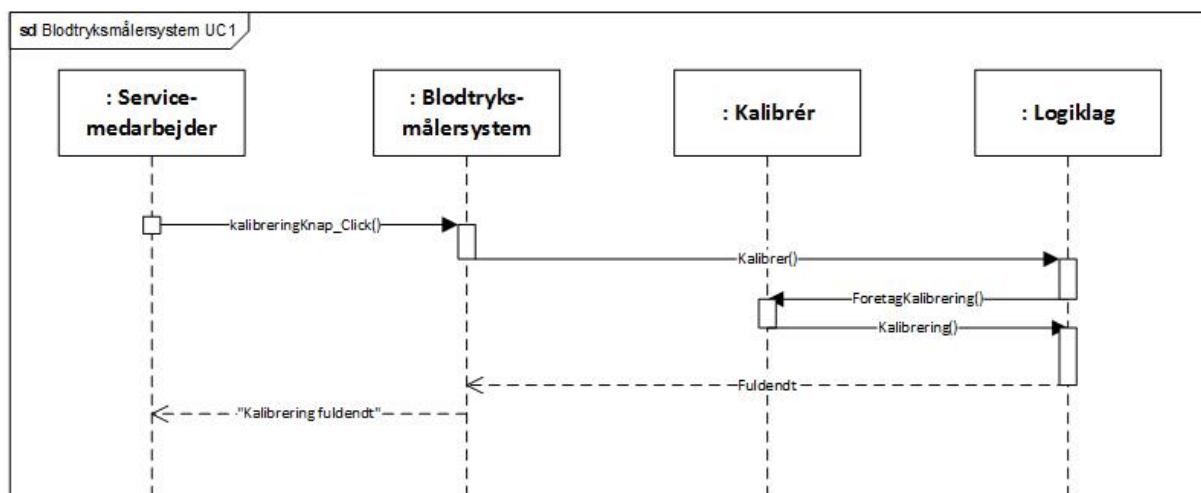 sd Blodtryksmålersystem UC1
: Service-
medarbejder
: Blodtryks-
målersystem
: Kalibrér
: Logiklag
kalibreringKnap_Click()
Kalibrer()
ForetagKalibrering()
Kalibrering()
Fuldendt
"Kalibrering fuldendt"